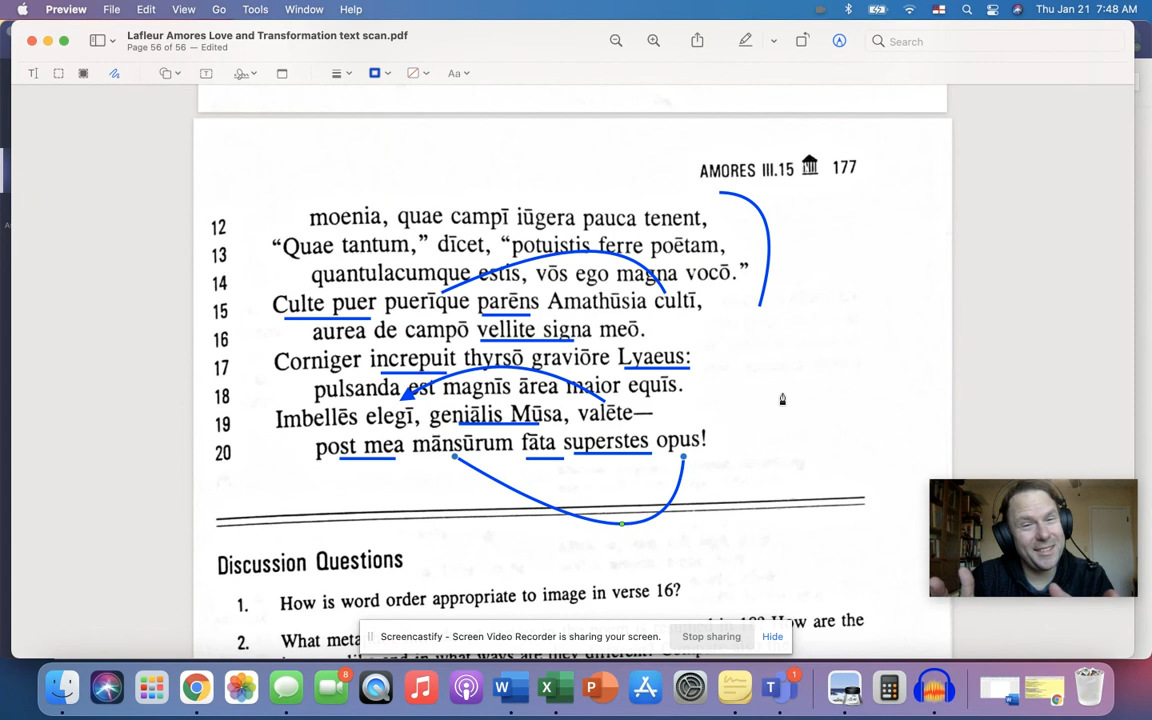 Preview File Edit View Go Tools Window Help Thu Jan 21 7:48 AM
Lafleur Amores Love and Transformation text scan.pdf
Page 56 of 56 — Edited
Search
Aa
AMORES III.15 177
12 moenia, quae campī iūgera pauca tenent,
13 “Quae tantum,” dīcet, “potuistis ferre poētam,
14 quantulacumque estis, vōs ego magna vocō.”
15 Culte puer puerīque parēns Amathūsia cultī,
16 aurea de campō vellite signa meō.
17 Corniger increpuit thyrsō graviōre Lyaeus:
18 pulsanda est magnīs ārea maior equīs.
19 Imbellēs elegī, geniālis Mūsa, valēte—
20 post mea mānsūrum fāta superstes opus!
Discussion Questions
1. How is word order appropriate to image in verse 16?
2. What How are the
Screencastify - Screen Video Recorder is sharing your screen. Stop sharing Hide
8
1